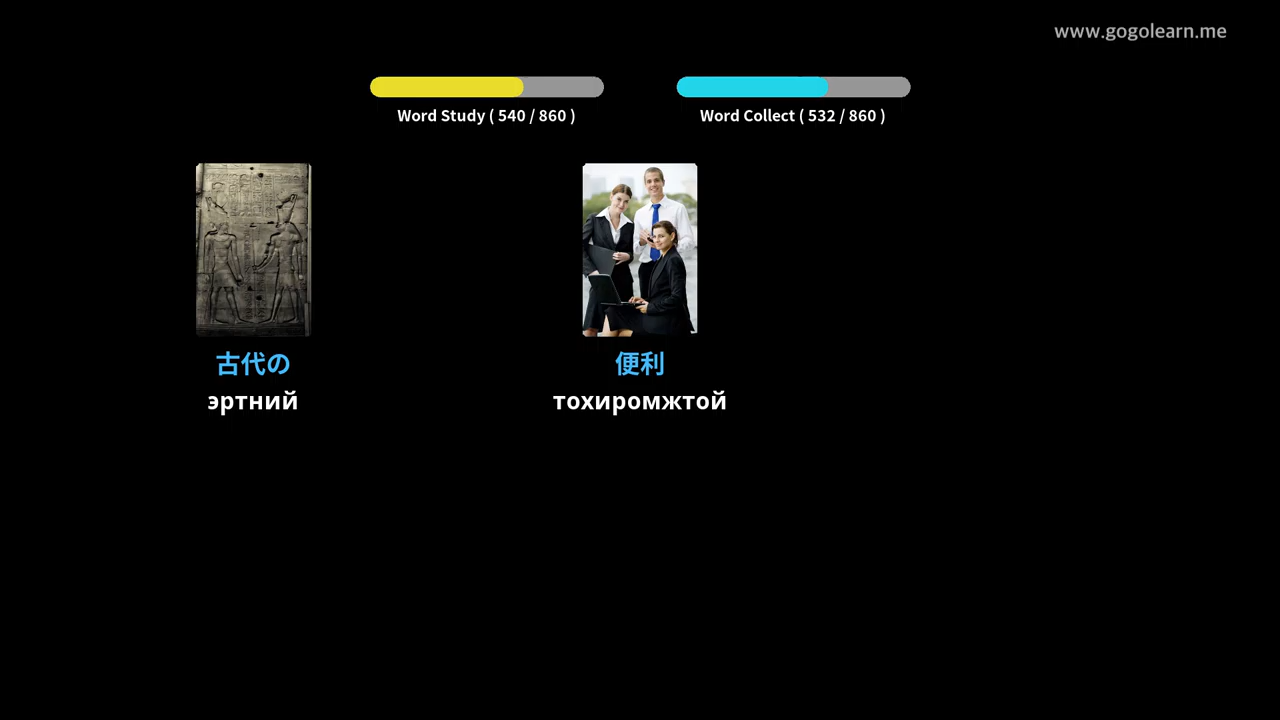 www.gogolearn.me
Word Study ( 540 / 860 )
Word Collect ( 532 / 860 )
古代の
эртний
便利
тохиромжтой